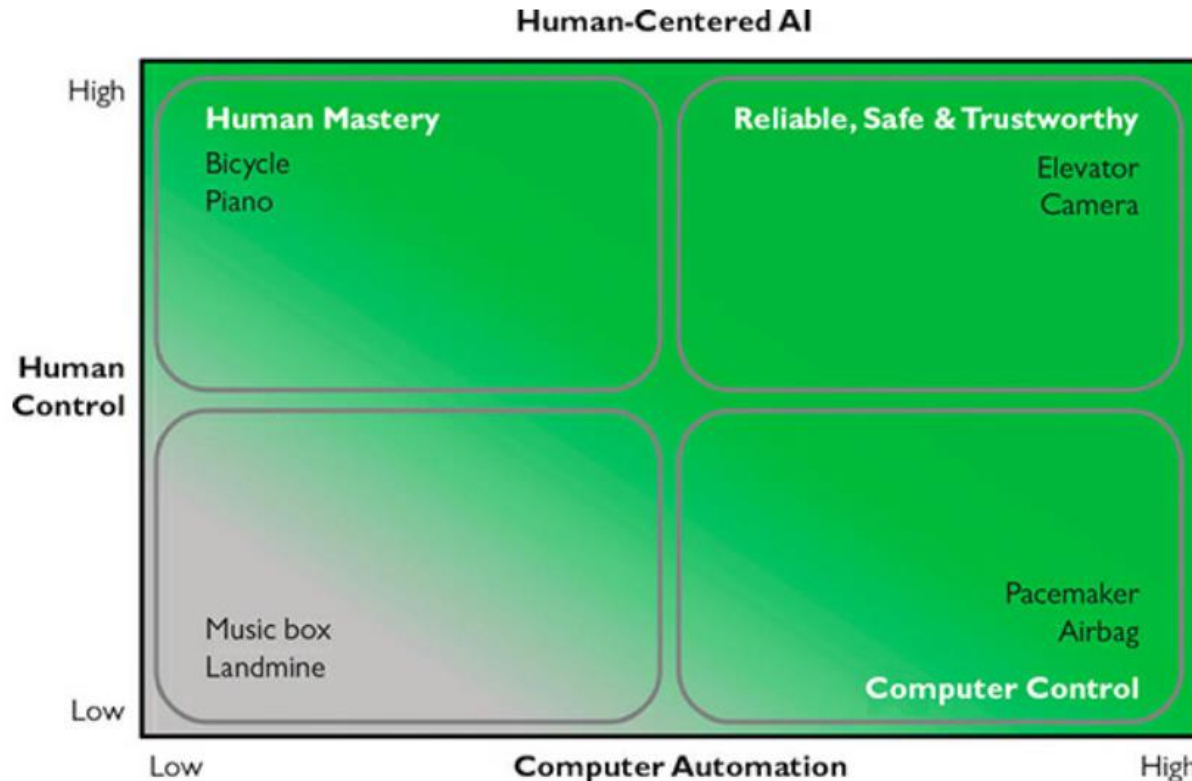 Human-Centered AI
High
Human Mastery
Bicycle
Piano
Reliable, Safe & Trustworthy
Elevator
Camera
Human
Control
Music box
Landmine
Pacemaker
Airbag
Computer Control
Low
Low
Computer Automation
High